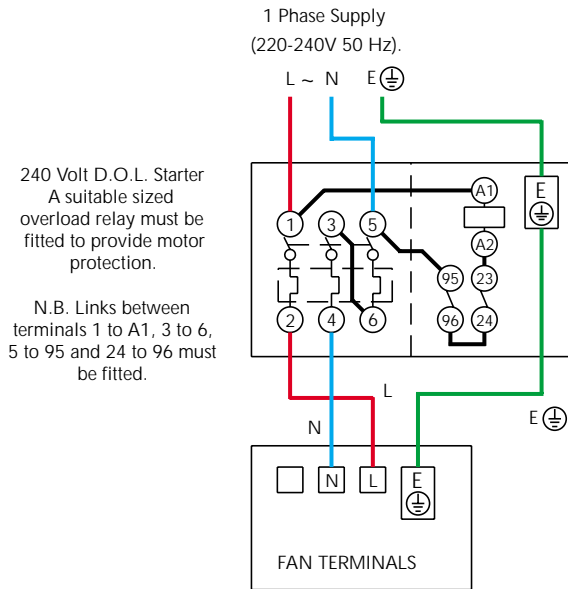 1 Phase Supply
(220-240V 50 Hz).
L ~ N E
240 Volt D.O.L. Starter
A suitable sized
overload relay must be
fitted to provide motor
protection.
N.B. Links between
terminals 1 to A1, 3 to 6,
5 to 95 and 24 to 96 must
be fitted.
A1 E
1 3 5
A2
95 23
2 4 6 96 24
L
N E
N L E
FAN TERMINALS